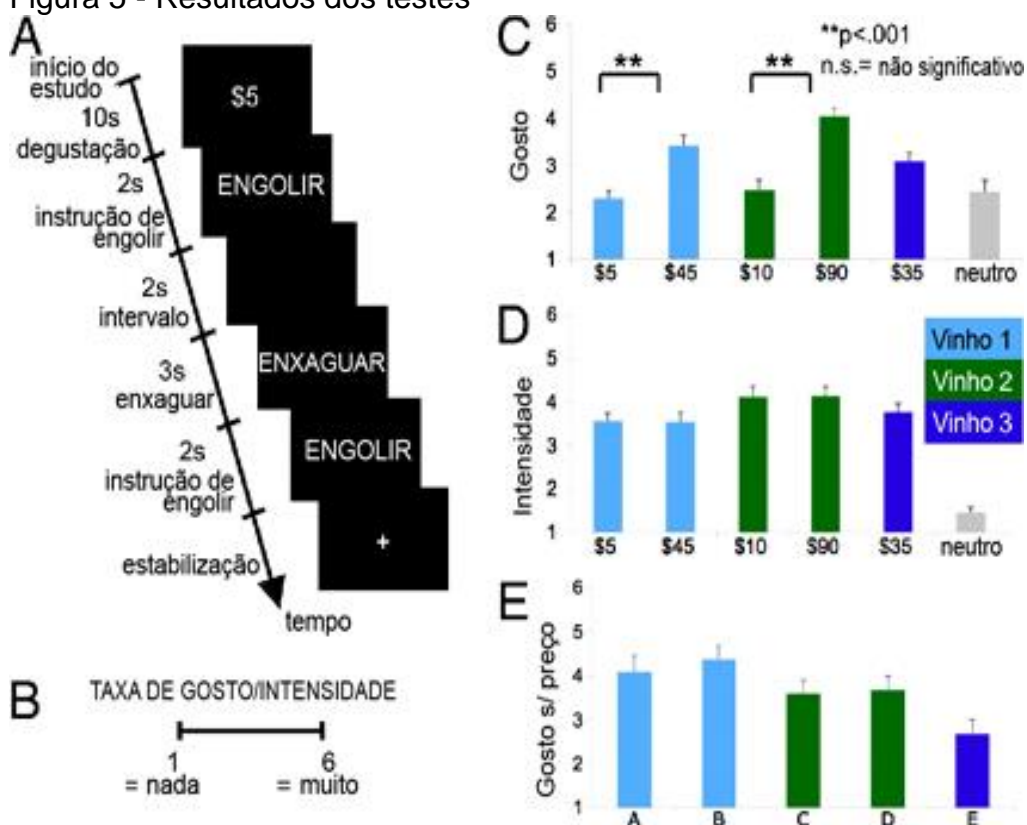 Figura 5 - Resultados dos testes
A
início do
estudo
10s
degustação
2s
instrução de
engolir
2s
intervalo
3s
enxaguar
2s
instrução de
engolir
estabilização
tempo
$5
ENGOLIR
ENXAGUAR
ENGOLIR
+
B
TAXA DE GOSTO/INTENSIDADE
1
= nada
6
= muito
C
**p<.001
n.s.= não significativo
**
**
Gosto
6
5
4
3
2
1
$5 $45 $10 $90 $35 neutro
D
Intensidade
6
5
4
3
2
1
$5 $45 $10 $90 $35 neutro
Vinho 1
Vinho 2
Vinho 3
E
Gosto s/ preço
6
5
4
3
2
1
A B C D E